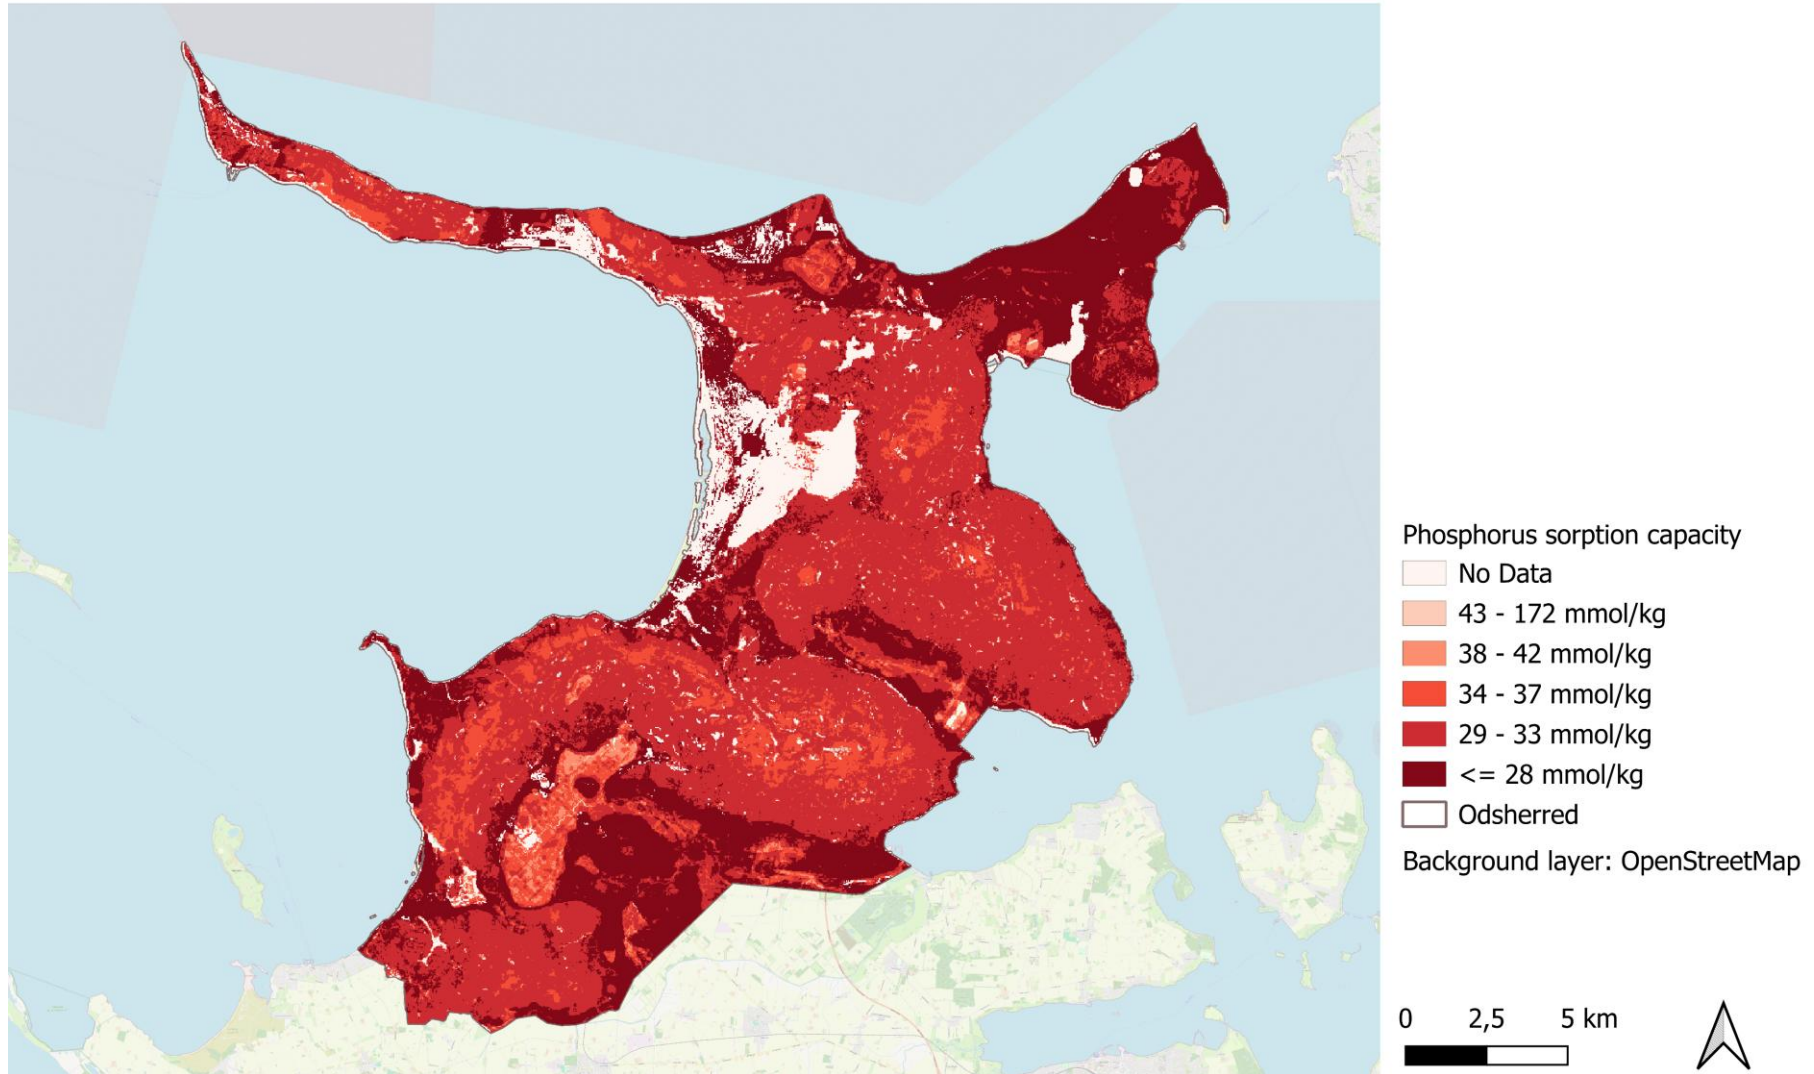 Phosphorus sorption capacity
No Data
43 - 172 mmol/kg
38 - 42 mmol/kg
34 - 37 mmol/kg
29 - 33 mmol/kg
<= 28 mmol/kg
Odsherred
Background layer: OpenStreetMap
0 2,5 5 km